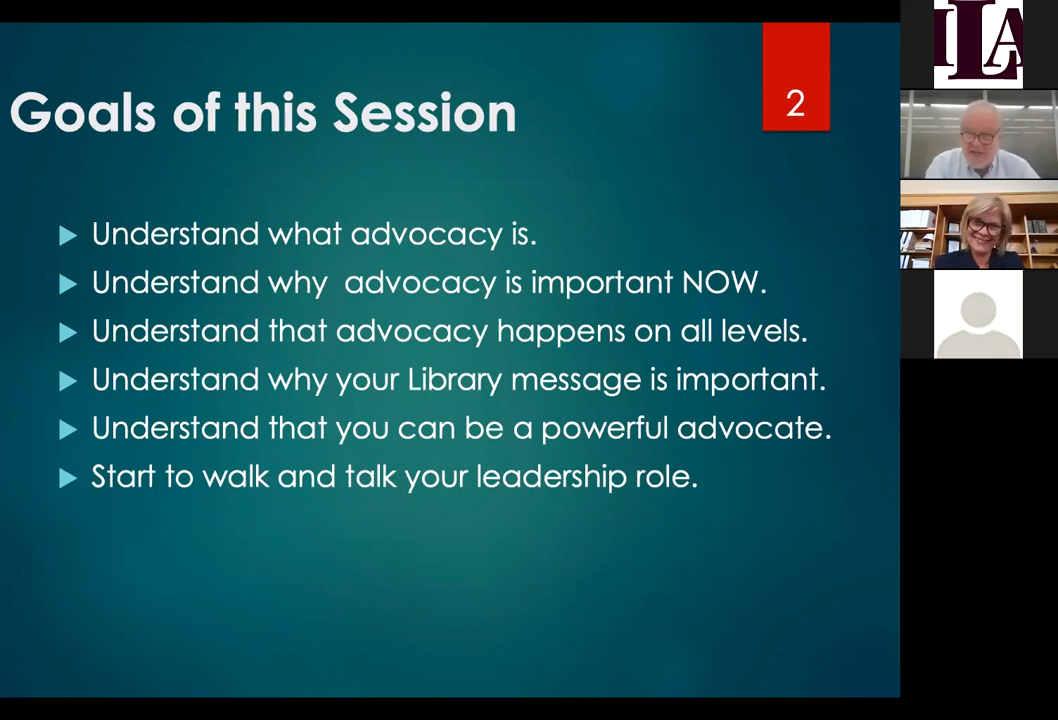 Goals of this Session
2
Understand what advocacy is.
Understand why  advocacy is important NOW.
Understand that advocacy happens on all levels.
Understand why your Library message is important.
Understand that you can be a powerful advocate.
Start to walk and talk your leadership role.
ILA